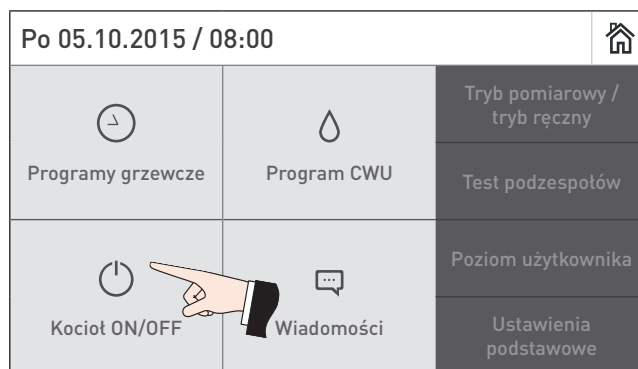 Po 05.10.2015 / 08:00
Programy grzewcze
Program CWU
Tryb pomiarowy /
tryb ręczny
Test podzespołów
Kocioł ON/OFF
Wiadomości
Poziom użytkownika
Ustawienia
podstawowe